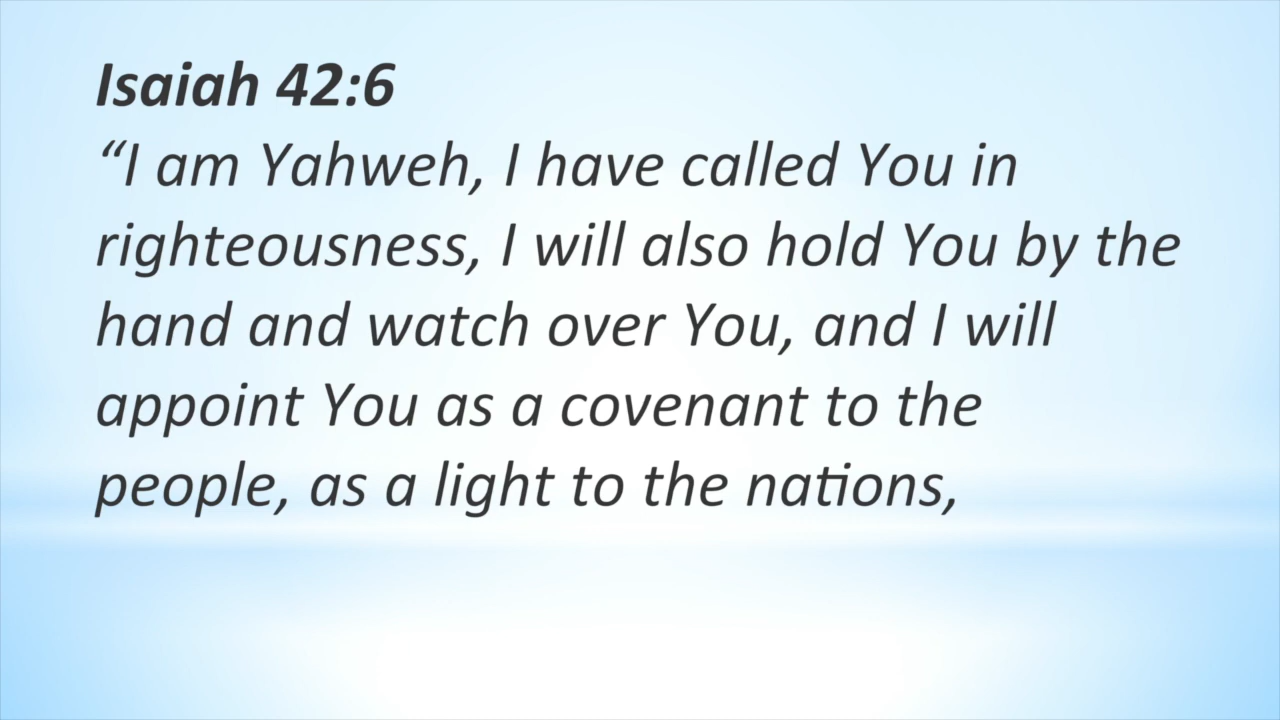 Isaiah 42:6
“I am Yahweh, I have called You in
righteousness, I will also hold You by the
hand and watch over You, and I will
appoint You as a covenant to the
people, as a light to the nations,